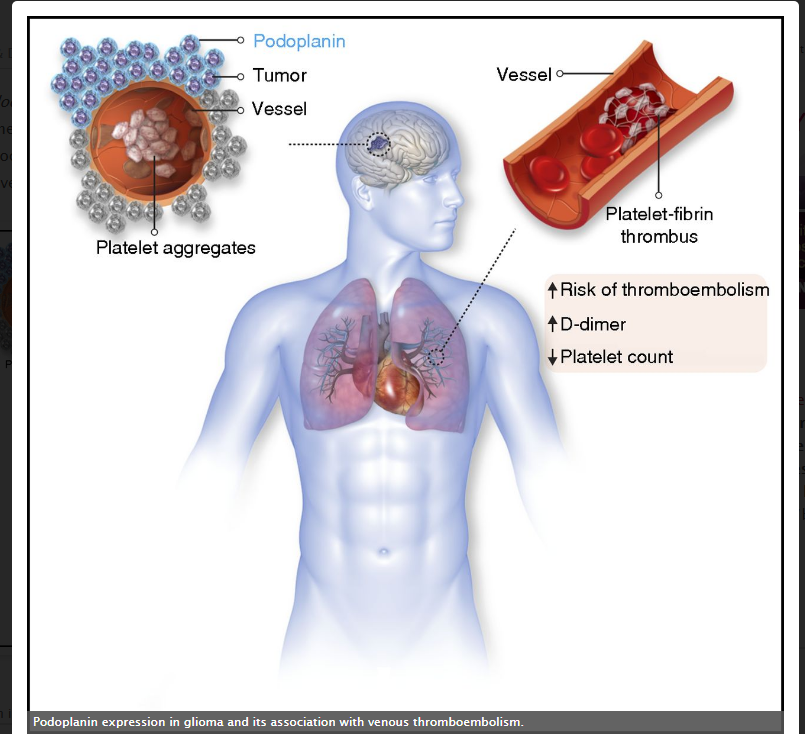 Podoplanin
Tumor
Vessel
Platelet aggregates
Vessel
Platelet-fibrin
thrombus
↑Risk of thromboembolism
↑D-dimer
↓Platelet count
Podoplanin expression in glioma and its association with venous thromboembolism.